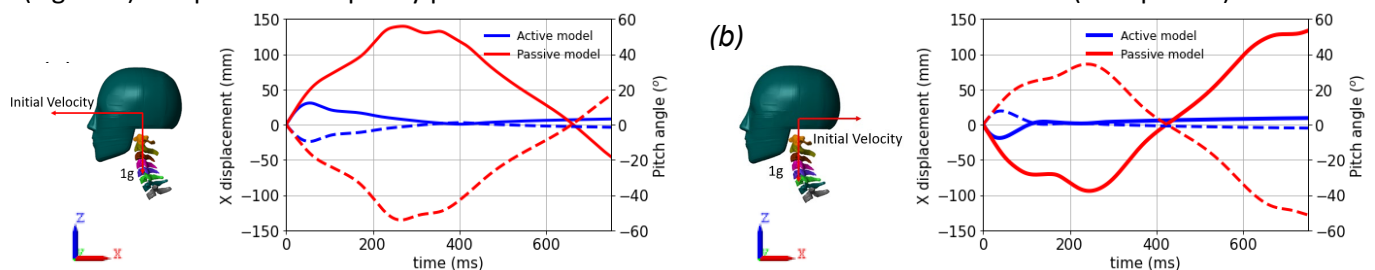 (b)
Initial Velocity
1g
Z
Y
X
150
100
50
0
−50
−100
−150
X displacement (mm)
0
200
400
600
time (ms)
60
40
20
0
−20
−40
−60
Pitch angle (°)
Active model
Passive model
Initial Velocity
1g
Z
X
150
100
50
0
−50
−100
−150
X displacement (mm)
0
200
400
600
time (ms)
60
40
20
0
−20
−40
−60
Pitch angle (°)
Active model
Passive model